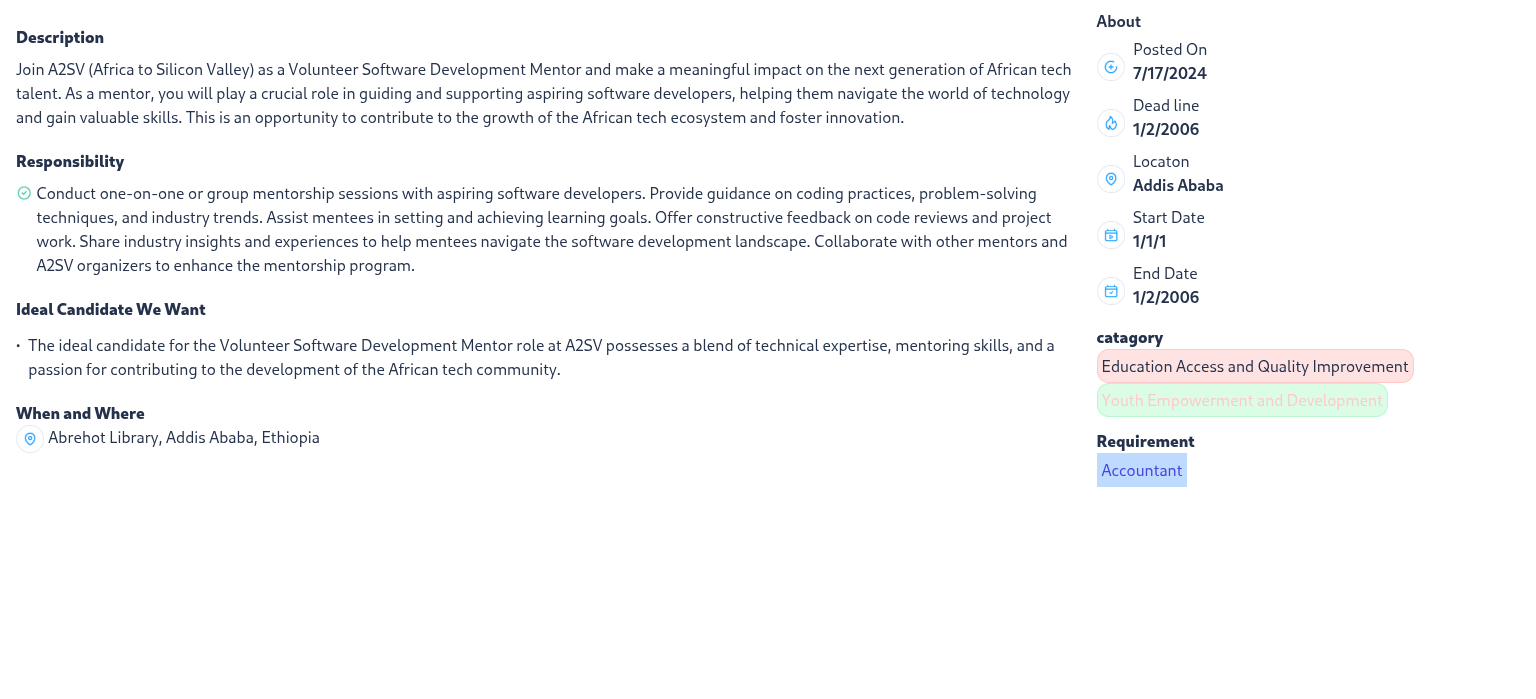 Description
Join A2SV (Africa to Silicon Valley) as a Volunteer Software Development Mentor and make a meaningful impact on the next generation of African tech
talent. As a mentor, you will play a crucial role in guiding and supporting aspiring software developers, helping them navigate the world of technology
and gain valuable skills. This is an opportunity to contribute to the growth of the African tech ecosystem and foster innovation.
Responsibility
Conduct one-on-one or group mentorship sessions with aspiring software developers. Provide guidance on coding practices, problem-solving
techniques, and industry trends. Assist mentees in setting and achieving learning goals. Offer constructive feedback on code reviews and project
work. Share industry insights and experiences to help mentees navigate the software development landscape. Collaborate with other mentors and
A2SV organizers to enhance the mentorship program.
Ideal Candidate We Want
• The ideal candidate for the Volunteer Software Development Mentor role at A2SV possesses a blend of technical expertise, mentoring skills, and a
passion for contributing to the development of the African tech community.
When and Where
Abrehot Library, Addis Ababa, Ethiopia
About
Posted On
7/17/2024
Dead line
1/2/2006
Locaton
Addis Ababa
Start Date
1/1/1
End Date
1/2/2006
catagory
Education Access and Quality Improvement
Youth Empowerment and Development
Requirement
Accountant